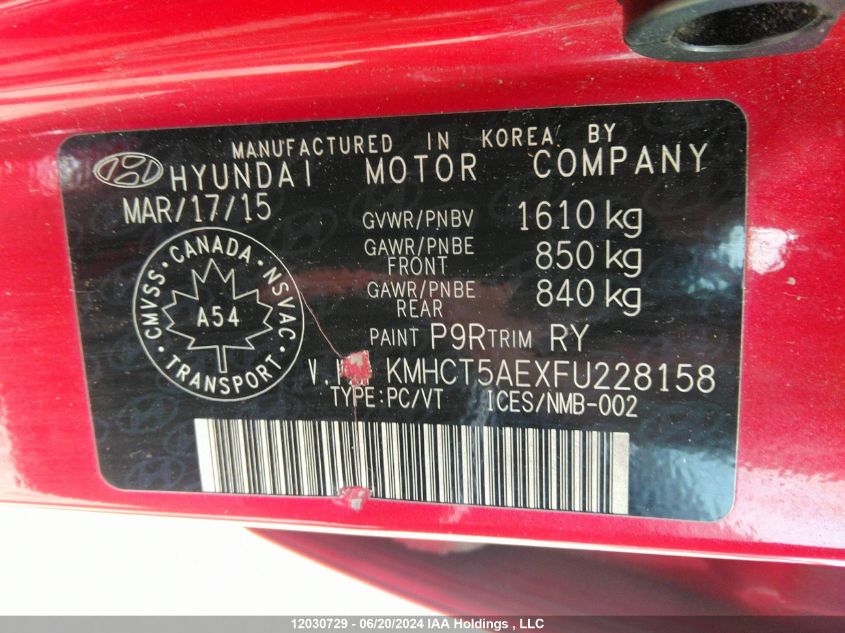 MANUFACTURED IN KOREA BY
HYUNDAI MOTOR COMPANY
MAR/17/15
GVWR/PNBV 1610 kg
GAWR/PNBE FRONT 850 kg
GAWR/PNBE REAR 840 kg
CMVSS · CANADA · NSVAC · TRANSPORT ·
A54
PAINT P9R TRIM RY
V.I. KMHCT5AEXFU228158
TYPE:PC/VT ICES/NMB-002
12030729 - 06/20/2024 IAA Holdings , LLC